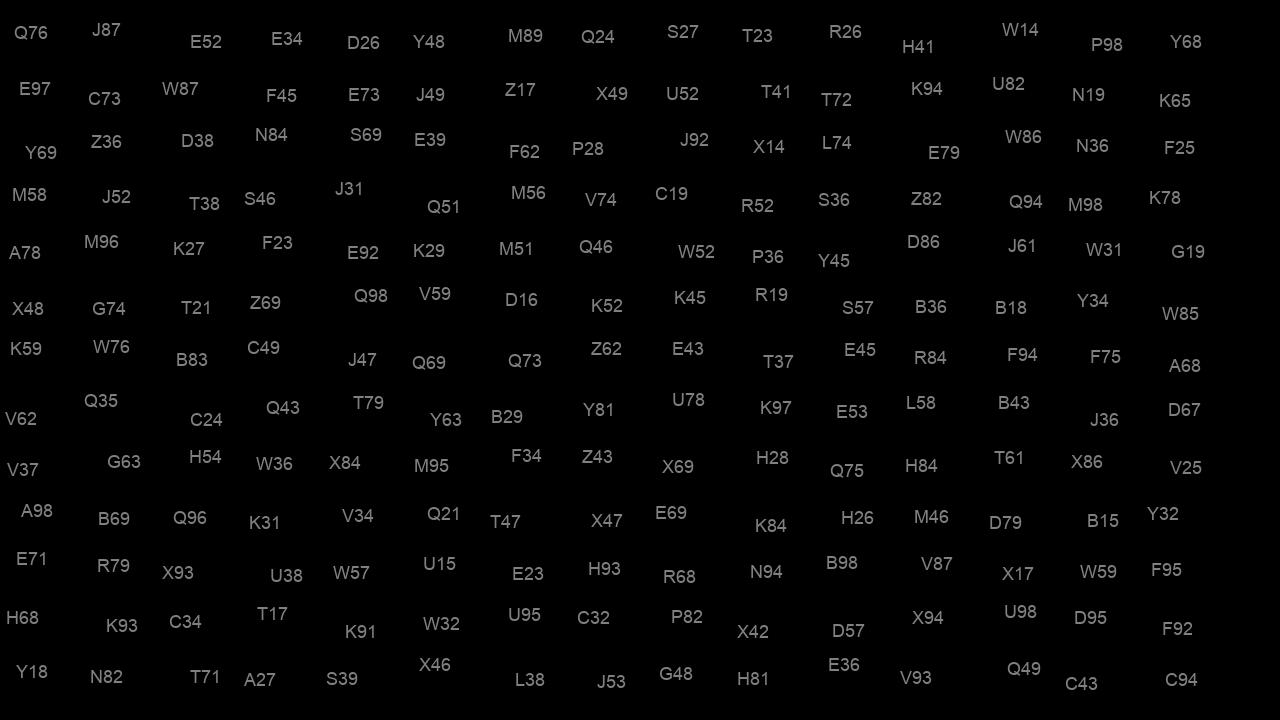 Q76 J87 E52 E34 D26 Y48 M89 Q24 S27 T23 R26 H41 W14 P98 Y68
E97 C73 W87 F45 E73 J49 Z17 X49 U52 T41 T72 K94 U82 N19 K65
Y69 Z36 D38 N84 S69 E39 F62 P28 J92 X14 L74 E79 W86 N36 F25
M58 J52 T38 S46 J31 Q51 M56 V74 C19 R52 S36 Z82 Q94 M98 K78
A78 M96 K27 F23 E92 K29 M51 Q46 W52 P36 Y45 D86 J61 W31 G19
X48 G74 T21 Z69 Q98 V59 D16 K52 K45 R19 S57 B36 B18 Y34 W85
K59 W76 B83 C49 J47 Q69 Q73 Z62 E43 T37 E45 R84 F94 F75 A68
V62 Q35 C24 Q43 T79 Y63 B29 Y81 U78 K97 E53 L58 B43 J36 D67
V37 G63 H54 W36 X84 M95 F34 Z43 X69 H28 Q75 H84 T61 X86 V25
A98 B69 Q96 K31 V34 Q21 T47 X47 E69 K84 H26 M46 D79 B15 Y32
E71 R79 X93 U38 W57 U15 E23 H93 R68 N94 B98 V87 X17 W59 F95
H68 K93 C34 T17 K91 W32 U95 C32 P82 X42 D57 X94 U98 D95 F92
Y18 N82 T71 A27 S39 X46 L38 J53 G48 H81 E36 V93 Q49 C43 C94